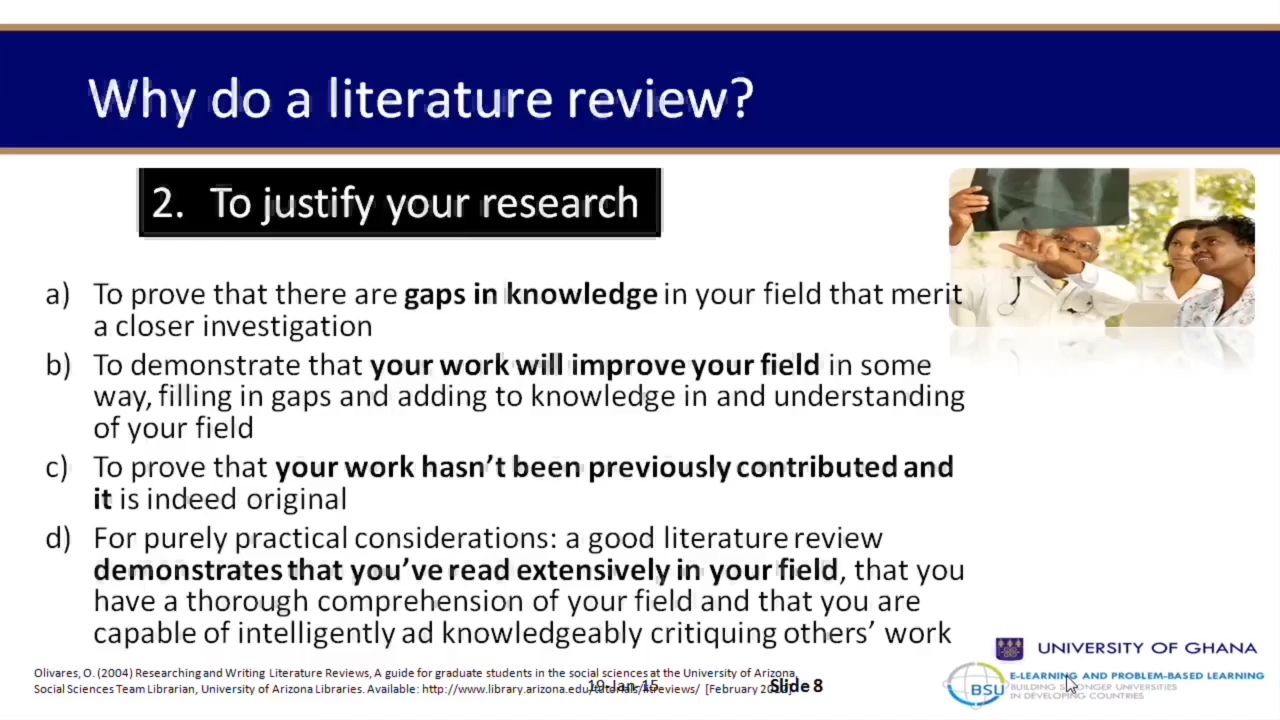 Why do a literature review?
2. To justify your research
a) To prove that there are gaps in knowledge in your field that merit
a closer investigation
b) To demonstrate that your work will improve your field in some
way, filling in gaps and adding to knowledge in and understanding
of your field
c) To prove that your work hasn't been previously contributed and
it is indeed original
d) For purely practical considerations: a good literature review
demonstrates that you've read extensively in your field, that you
have a thorough comprehension of your field and that you are
capable of intelligently ad knowledgeably critiquing others' work
Olivares, O. (2004) Researching and Writing Literature Reviews, A guide for graduate students in the social sciences at the University of Arizona,
Social Sciences Team Librarian, University of Arizona Libraries. Available: http://www.library.arizona.edu/ [February
19-Jan-15
Slide 8
UNIVERSITY OF GHANA
BSU
E-LEARNING AND PROBLEM-BASED LEARNING
BUILDING STRONGER UNIVERSITIES
IN DEVELOPING COUNTRIES